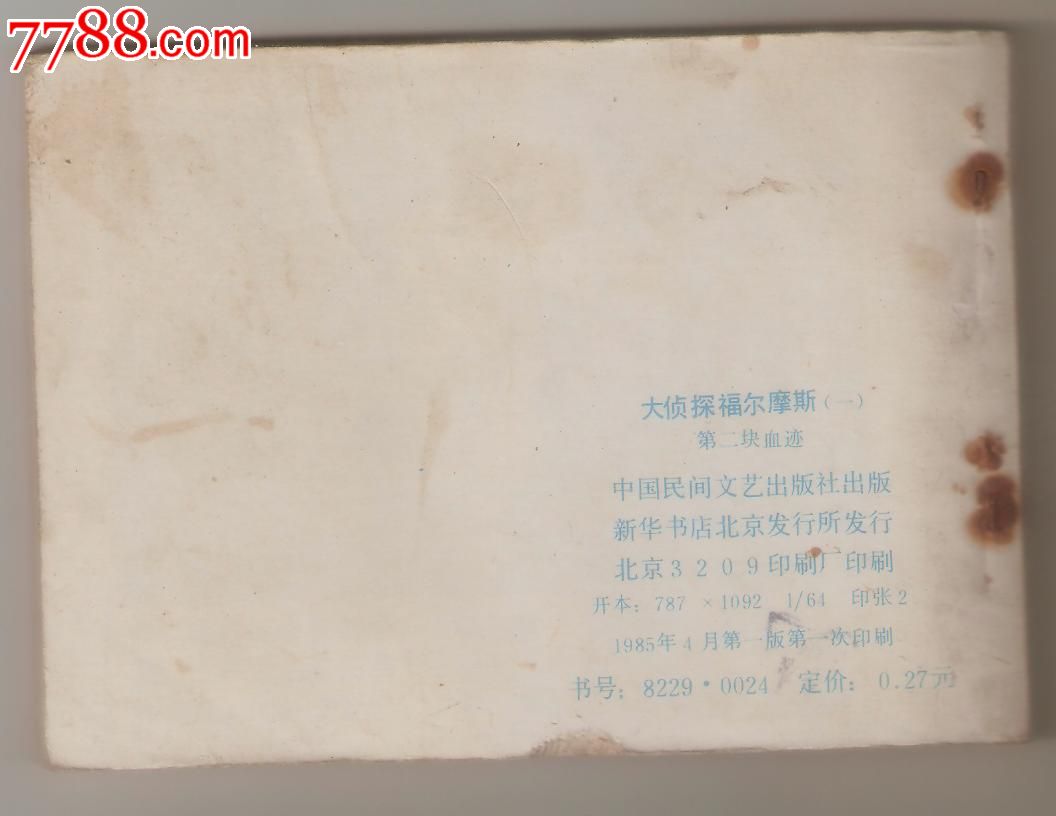 7788.com
大侦探福尔摩斯(一)
第二块血迹
中国民间文艺出版社出版
新华书店北京发行所发行
北京3209印刷厂印刷
开本: 787 ×1092 1/64 印张2
1985年4月第一版第一次印刷
书号: 8229·0024 定价: 0.27元